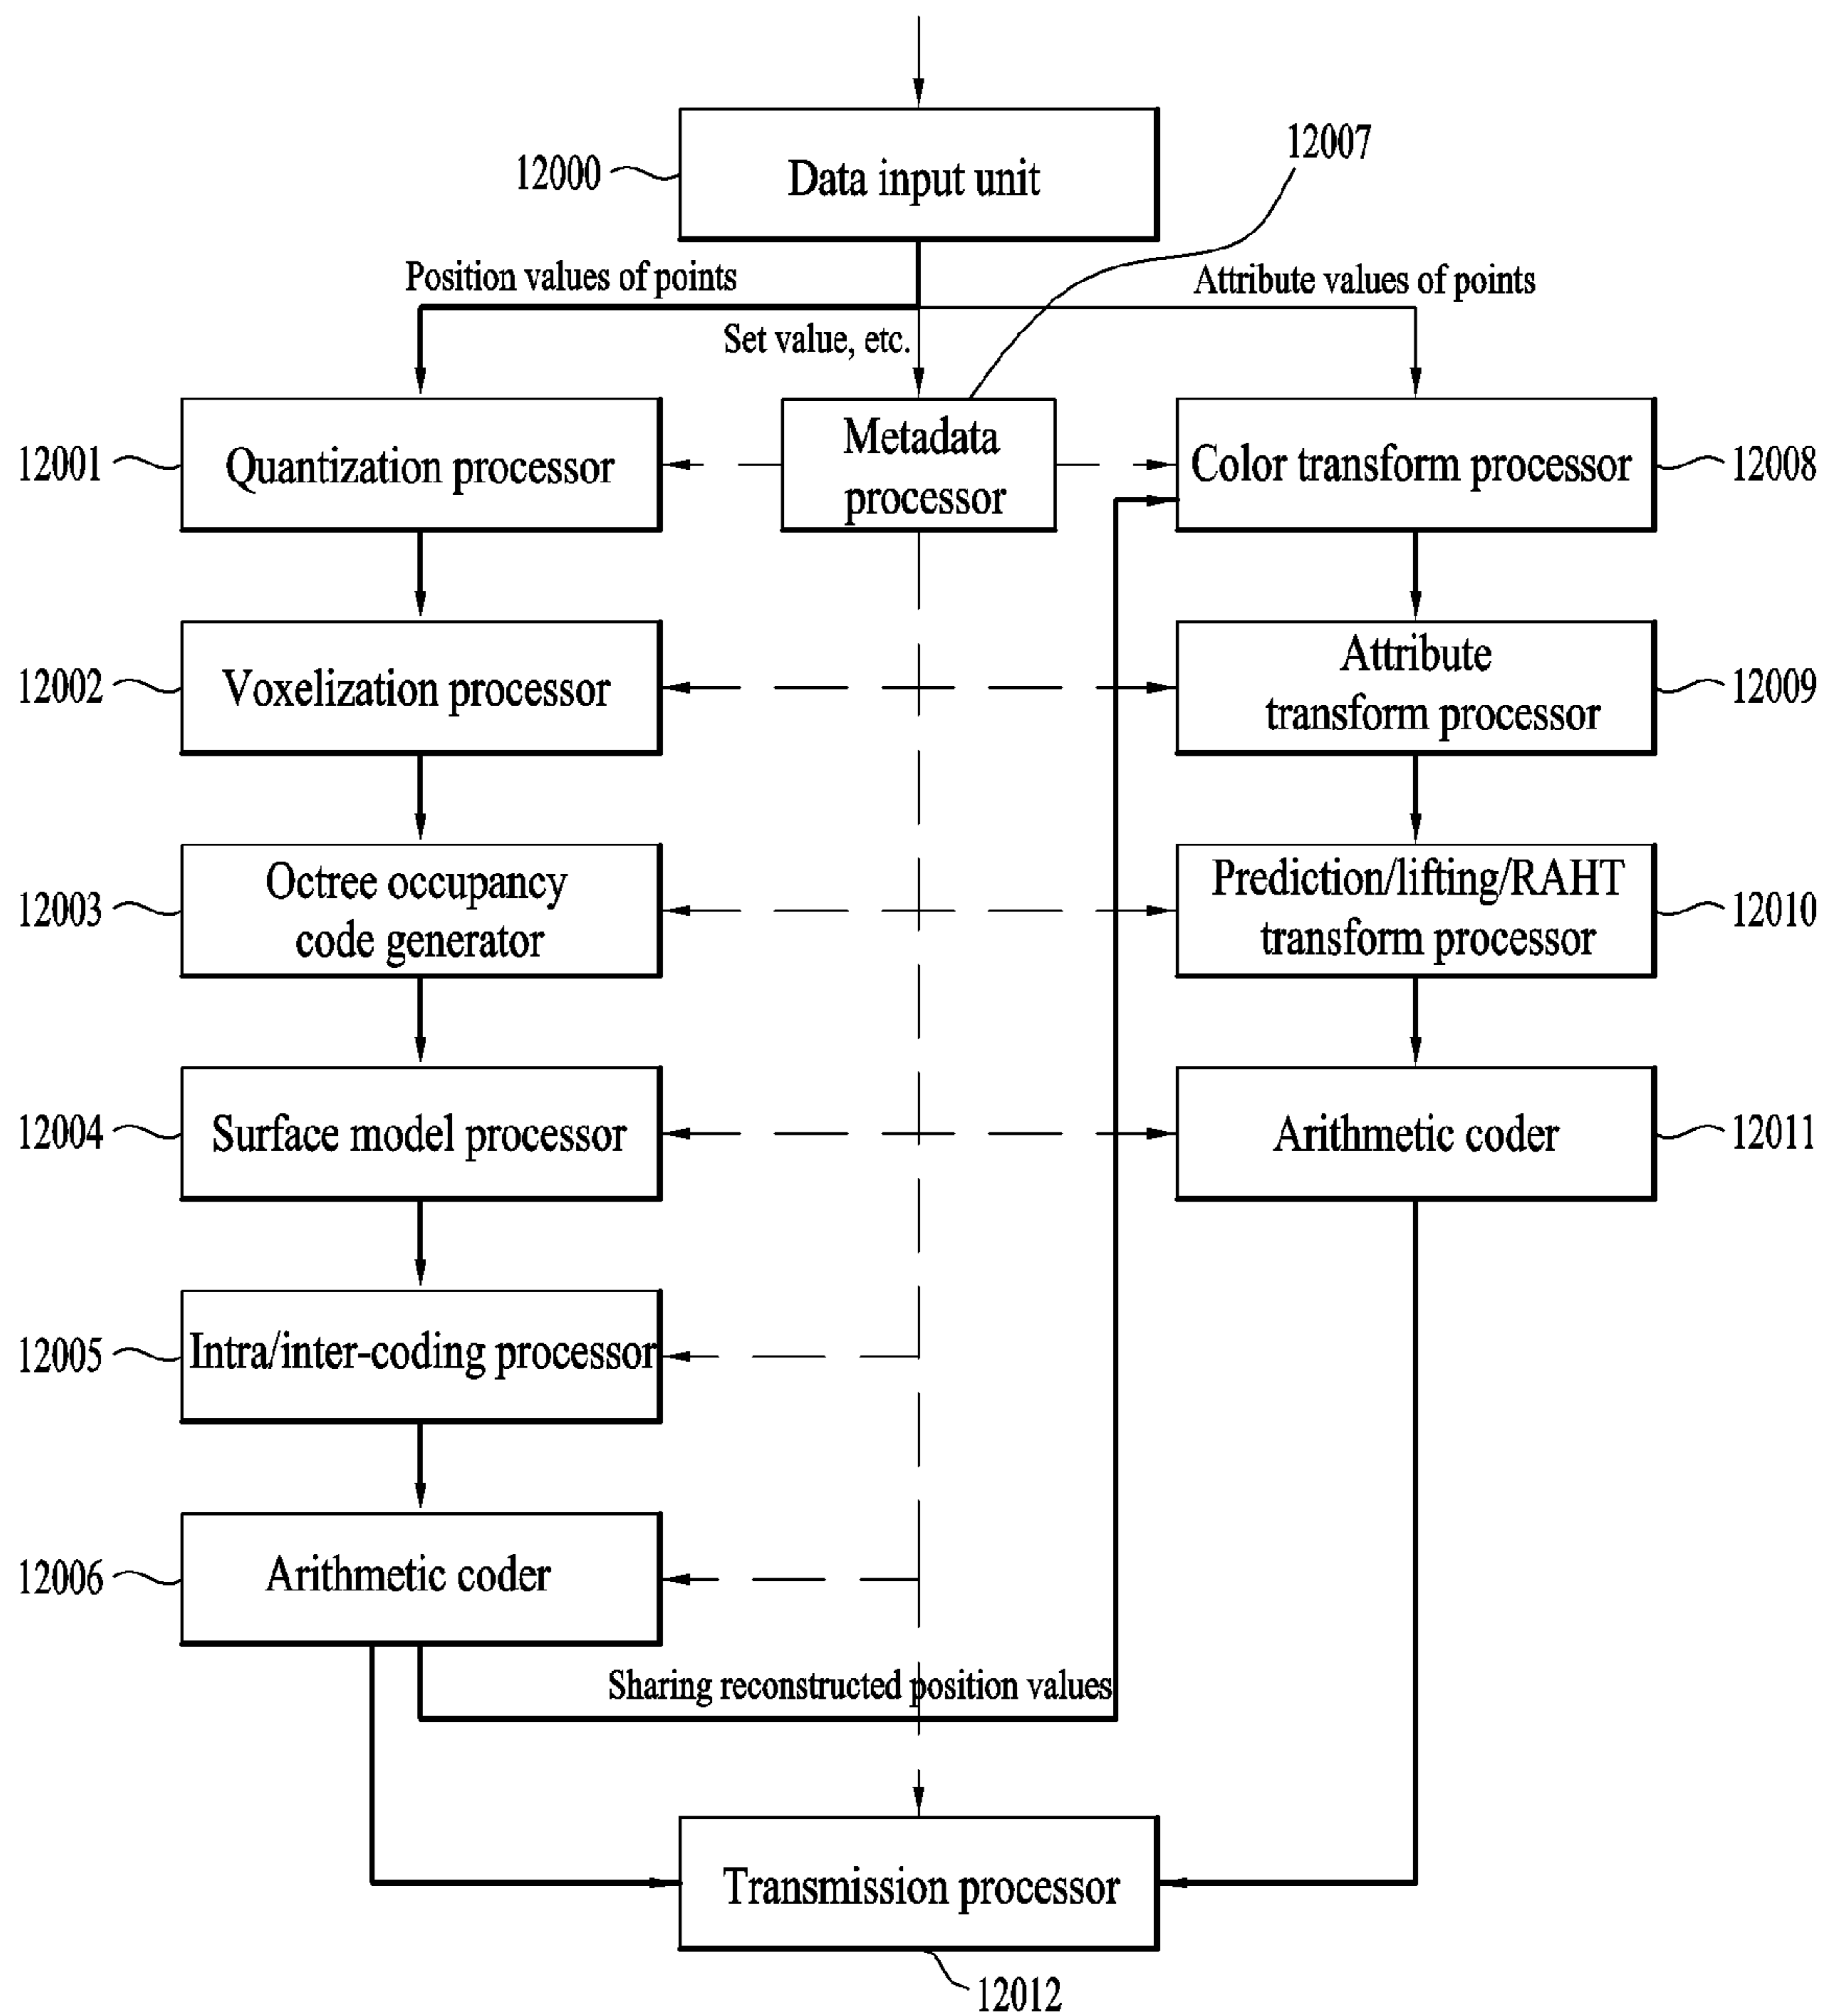 12000
Data input unit
12007
Position values of points
Attribute values of points
Set value, etc.
12001
Quantization processor
Metadata
processor
Color transform processor
12008
12002
Voxelization processor
Attribute
transform processor
12009
12003
Octree occupancy
code generator
Prediction/lifting/RAHT
transform processor
12010
12004
Surface model processor
Arithmetic coder
12011
12005
Intra/inter-coding processor
12006
Arithmetic coder
Sharing reconstructed position values
Transmission processor
12012